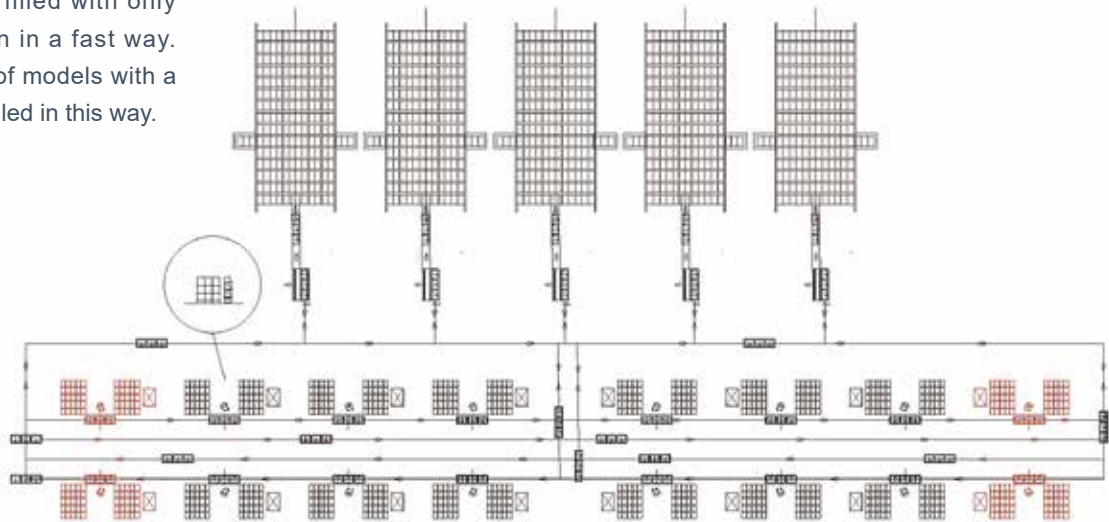 filled with only
n in a fast way.
of models with a
led in this way.